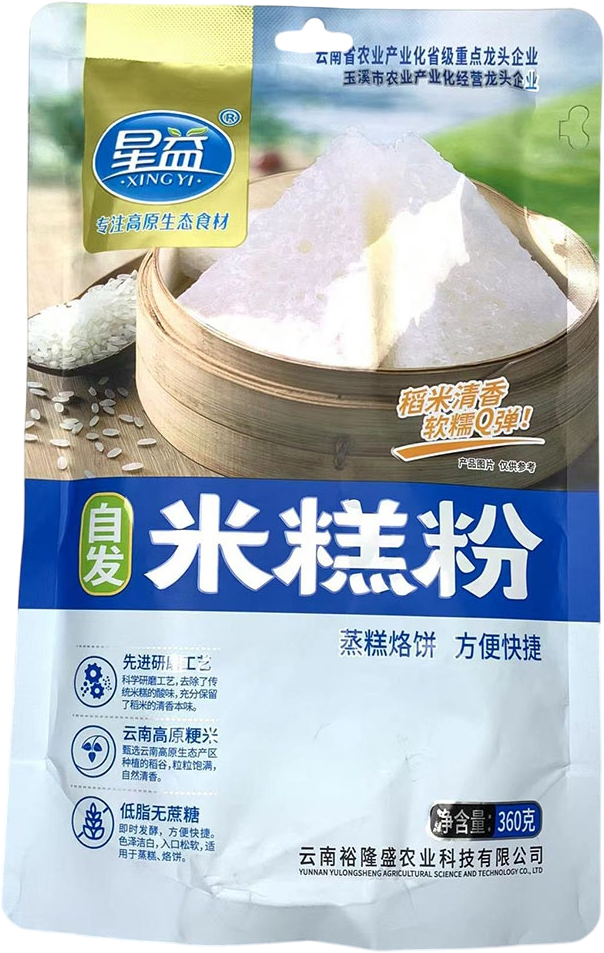 云南省农业产业化省级重点龙头企业
玉溪市农业产业化经营龙头企业
星益®
·XING YI·
专注高原生态食材
稻米清香
软糯Q弹!
产品图片 仅供参考
自发
米糕粉
蒸糕烙饼 方便快捷
先进研磨工艺
科学研磨工艺,去除了传
统米糕的酸味,充分保留
了稻米的清香本味。
云南高原粳米
甄选云南高原生态产区
种植的稻谷,粒粒饱满,
自然清香。
低脂无蔗糖
即时发酵,方便快捷。
色泽洁白,入口松软,适
用于蒸糕、烙饼。
净含量:360克
云南裕隆盛农业科技有限公司
YUNNAN YULONGSHENG AGRICULTURAL SCIENCE AND TECHNOLOGY CO., LTD